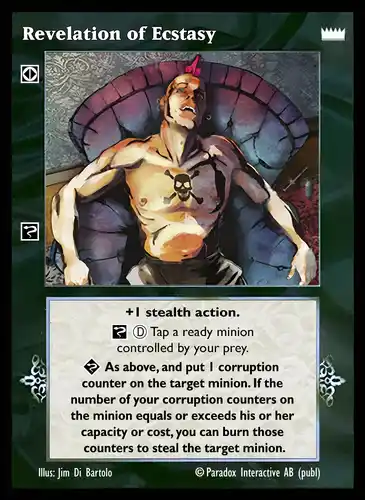 Revelation of Ecstasy
+1 stealth action.
D Tap a ready minion
controlled by your prey.
As above, and put 1 corruption
counter on the target minion. If the
number of your corruption counters on
the minion equals or exceeds his or her
capacity or cost, you can burn those
counters to steal the target minion.
Illus: Jim Di Bartolo © Paradox Interactive AB (publ)